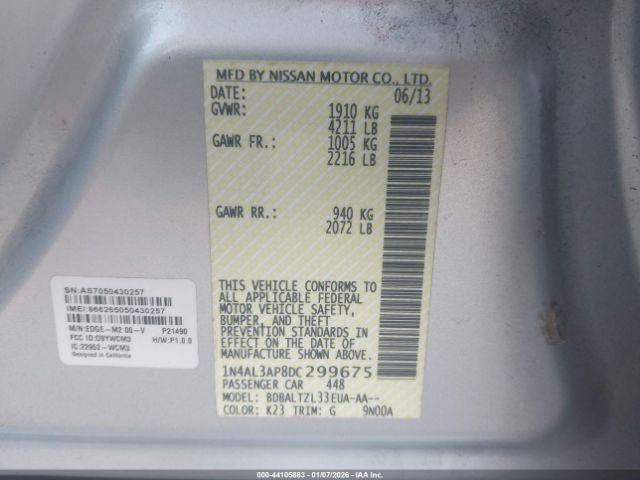 MFD BY NISSAN MOTOR CO., LTD.
DATE: 06/13
GVWR: 1910 KG
4211 LB
GAWR FR.: 1005 KG
2216 LB
GAWR RR.: 940 KG
2072 LB
THIS VEHICLE CONFORMS TO
ALL APPLICABLE FEDERAL
MOTOR VEHICLE SAFETY,
BUMPER, AND THEFT
PREVENTION STANDARDS
IN EFFECT ON THE DATE OF
MANUFACTURE SHOWN ABOVE.
1N4AL3AP8DC299675
PASSENGER CAR 448
MODEL: BDBALTZL33EUA-AA--
COLOR: K23 TRIM: G 9N00A
SN:AS7050430257
IMEI:866265050430257
M/N:EDGE-M2 00-V P21490
FCC ID:O9YWCM3 H/W:P1.0.0
IC:22952-WCM3
Designed in California
000-44105883 | 01/07/2026 - IAA Holdings, LLC. - Copyright